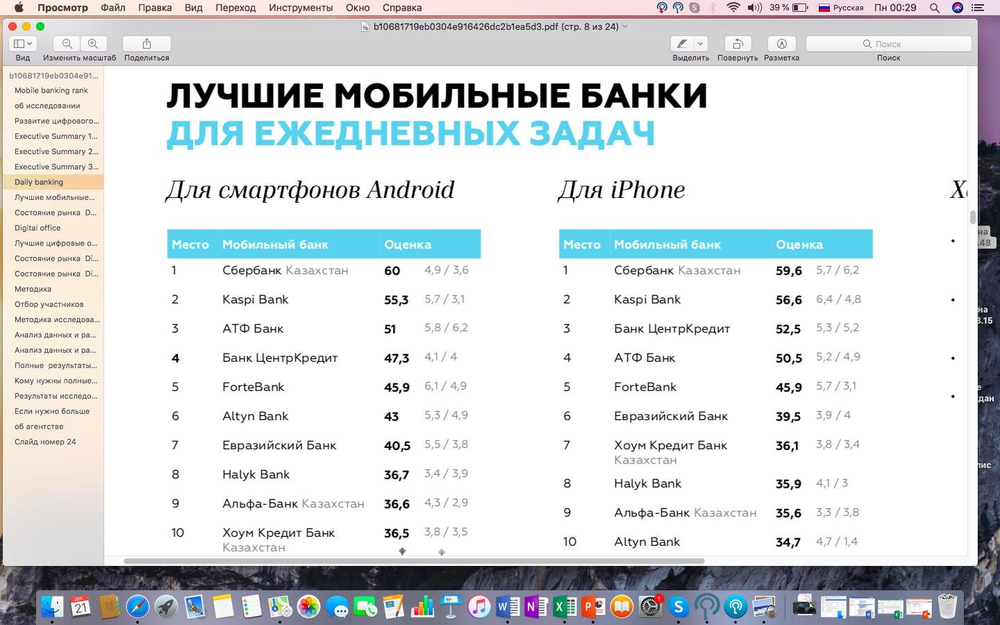 Просмотр Файл Правка Вид Переход Инструменты Окно Справка 39 % Русская Пн 00:29
b10681719eb0304e916426dc2b1ea5d3.pdf (стр. 8 из 24)
Поиск
Вид Изменить масштаб Поделиться Выделить Повернуть Разметка Поиск
b10681719eb0304e91...
Mobile banking rank
об исследовании
Развитие цифрового...
Executive Summary 1...
Executive Summary 2...
Executive Summary 3...
Daily banking
Лучшие мобильные...
Состояние рынка D...
Digital office
Лучшие цифровые о...
Состояние рынка Di...
Состояние рынка Di...
Методика
Отбор участников
Методика исследова...
Анализ данных и ра...
Анализ данных и ра...
Полные результаты...
Кому нужны полные...
Результаты исследо...
Если нужно больше
об агентстве
Слайд номер 24
ЛУЧШИЕ МОБИЛЬНЫЕ БАНКИ
ДЛЯ ЕЖЕДНЕВНЫХ ЗАДАЧ
Для смартфонов Android
Место Мобильный банк Оценка
1 Сбербанк Казахстан 60 4,9 / 3,6
2 Kaspi Bank 55,3 5,7 / 3,1
3 АТФ Банк 51 5,8 / 6,2
4 Банк ЦентрКредит 47,3 4,1 / 4
5 ForteBank 45,9 6,1 / 4,9
6 Altyn Bank 43 5,3 / 4,9
7 Евразийский Банк 40,5 5,5 / 3,8
8 Halyk Bank 36,7 3,4 / 3,9
9 Альфа-Банк Казахстан 36,6 4,3 / 2,9
10 Хоум Кредит Банк 36,5 3,8 / 3,5
Казахстан
Для iPhone
Место Мобильный банк Оценка
1 Сбербанк Казахстан 59,6 5,7 / 6,2
2 Kaspi Bank 56,6 6,4 / 4,8
3 Банк ЦентрКредит 52,5 5,3 / 5,2
4 АТФ Банк 50,5 5,2 / 4,9
5 ForteBank 45,9 5,7 / 3,1
6 Евразийский Банк 39,5 3,9 / 4
7 Хоум Кредит Банк 36,1 3,8 / 3,4
Казахстан
8 Halyk Bank 35,9 4,1 / 3
9 Альфа-Банк Казахстан 35,6 3,3 / 3,8
10 Altyn Bank 34,7 4,7 / 1,4
ДЕК.
21
1